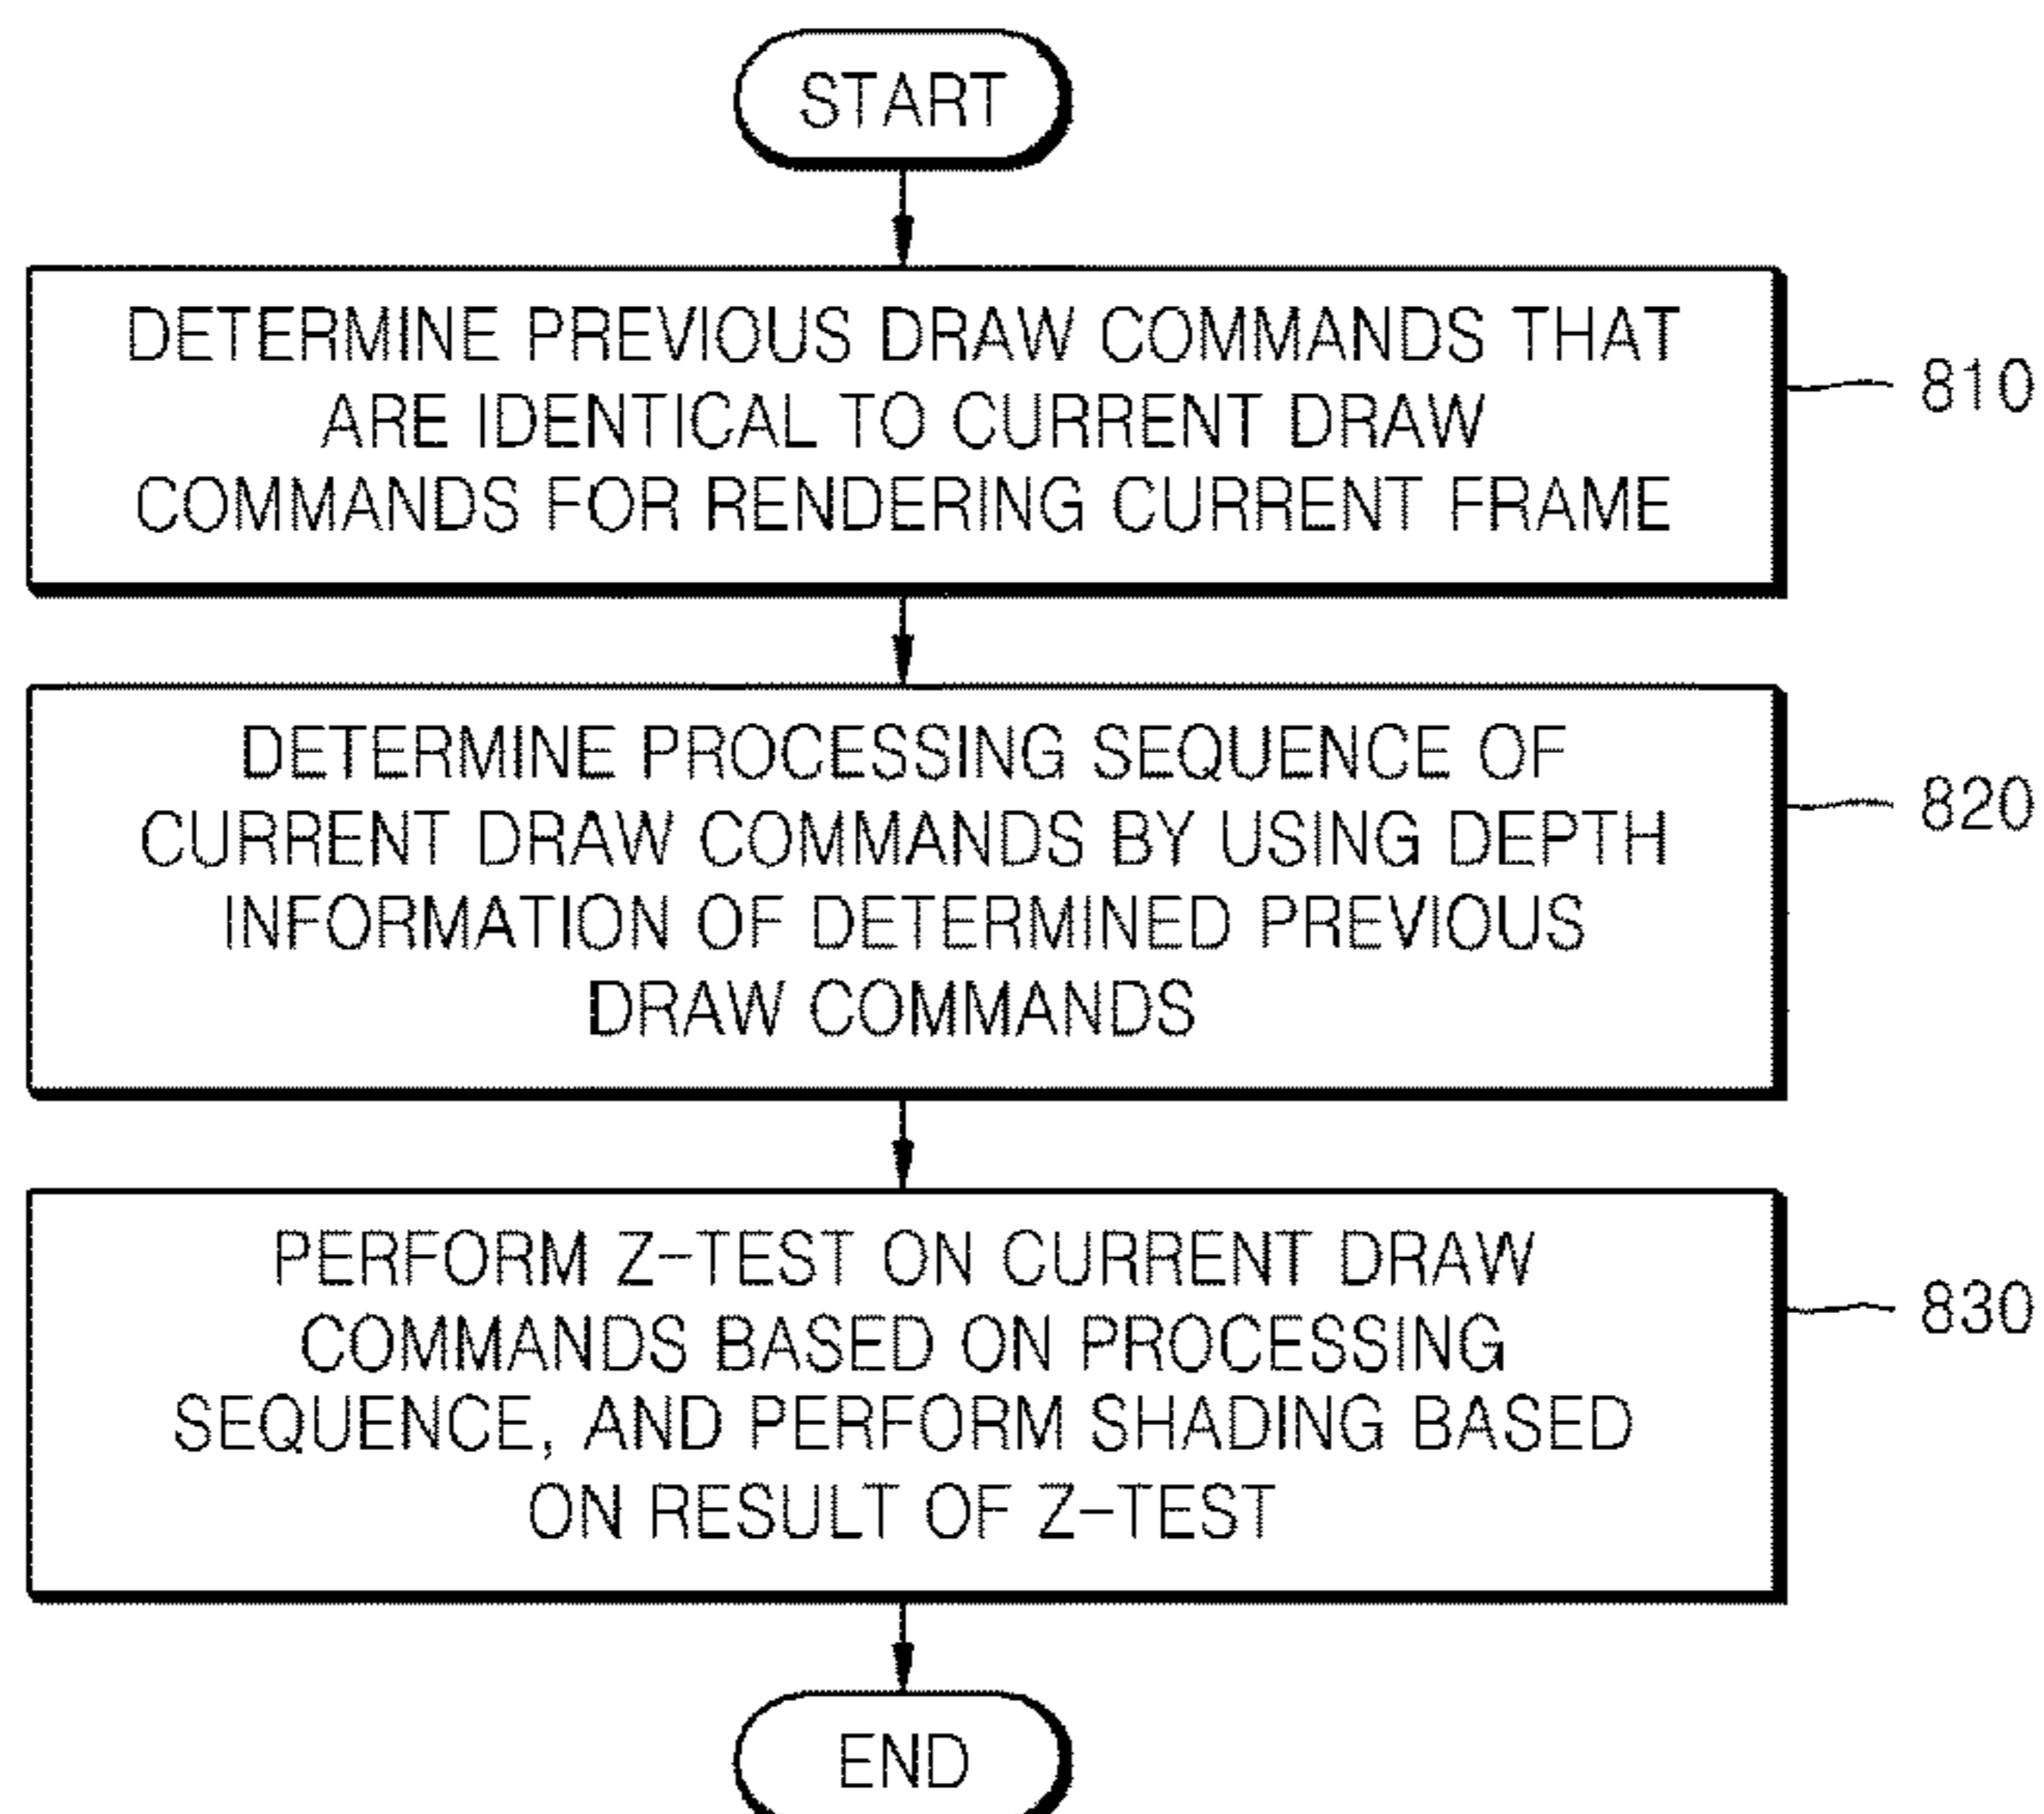 START
DETERMINE PREVIOUS DRAW COMMANDS THAT
ARE IDENTICAL TO CURRENT DRAW
COMMANDS FOR RENDERING CURRENT FRAME
810
DETERMINE PROCESSING SEQUENCE OF
CURRENT DRAW COMMANDS BY USING DEPTH
INFORMATION OF DETERMINED PREVIOUS
DRAW COMMANDS
820
PERFORM Z-TEST ON CURRENT DRAW
COMMANDS BASED ON PROCESSING
SEQUENCE, AND PERFORM SHADING BASED
ON RESULT OF Z-TEST
830
END